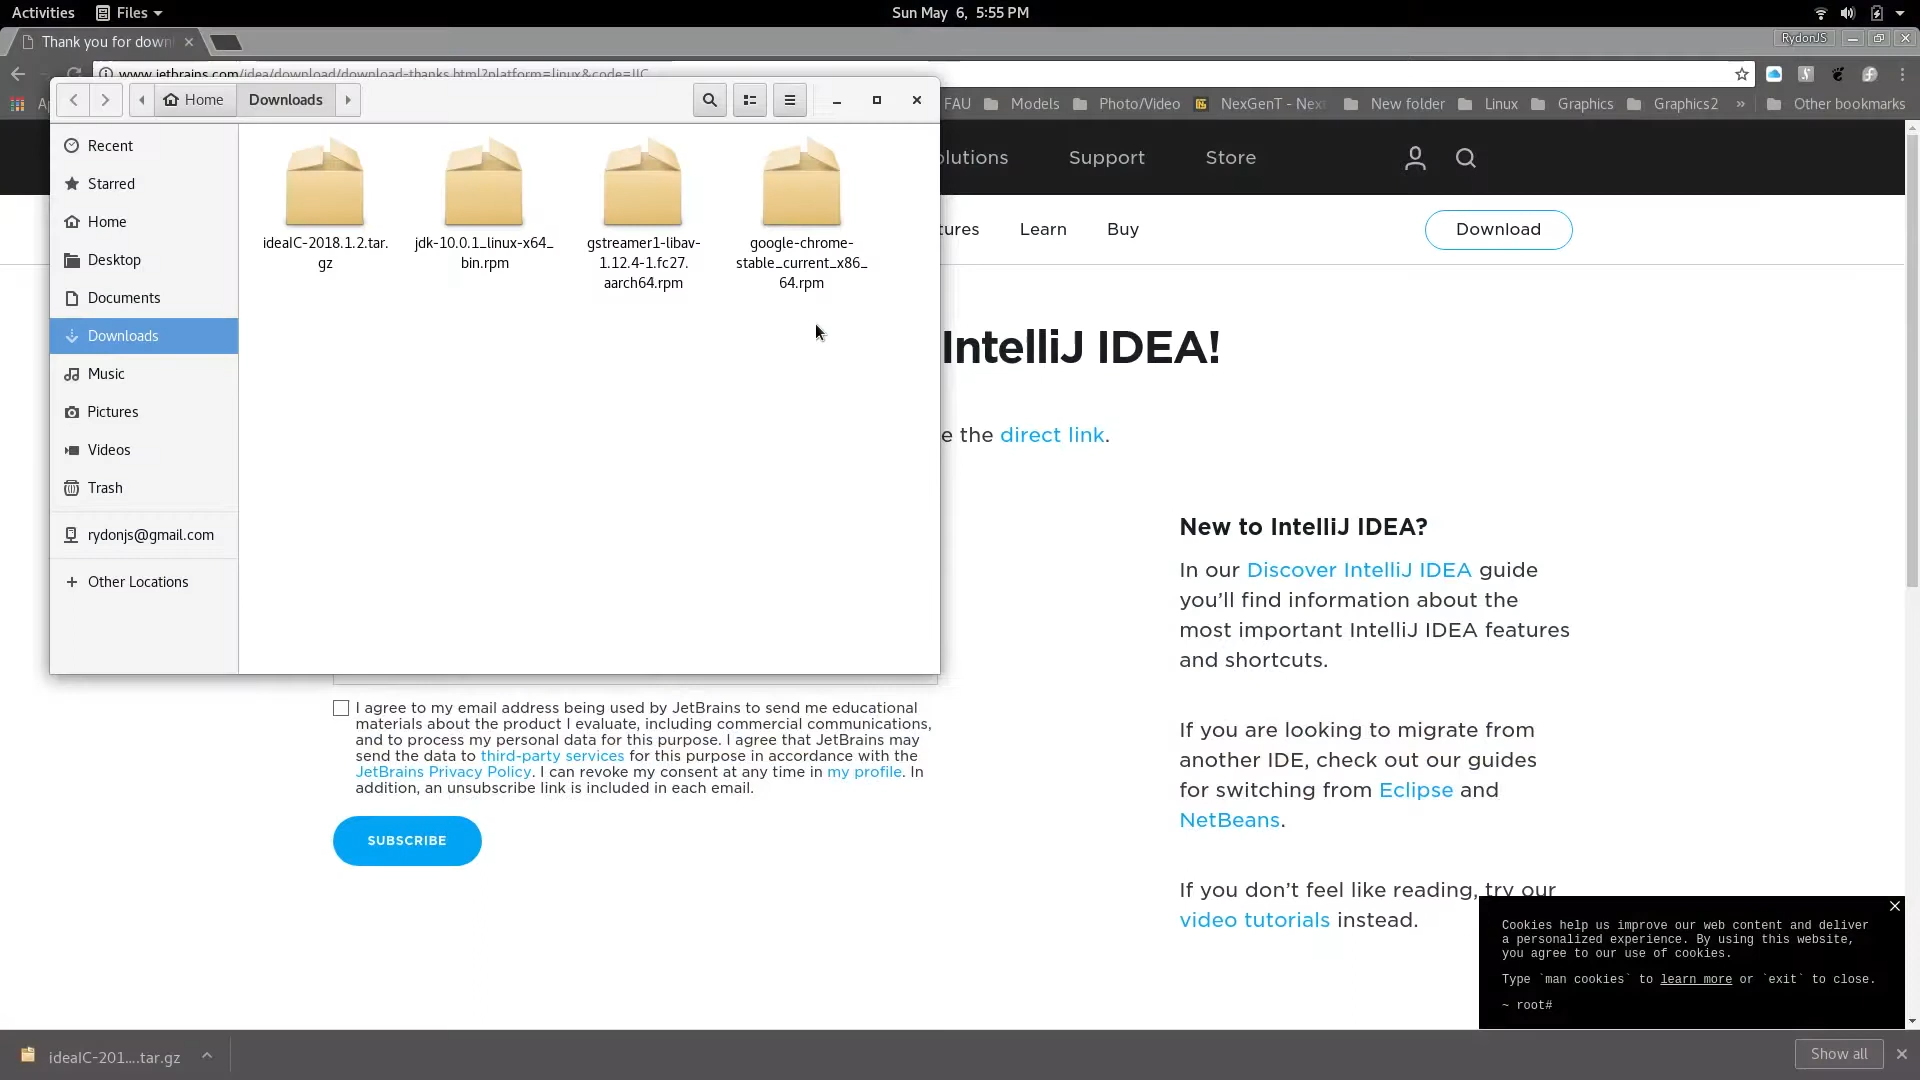 Activities
Files
Sun May 6, 5:55 PM
Thank you for down
RydonJS
www.jetbrains.com/idea/download/download-thanks.html?platform=linux&code=IIC
Home
Downloads
FAU
Models
Photo/Video
NexGenT - Nex
New folder
Linux
Graphics
Graphics2
»
Other bookmarks
Recent
Starred
Home
Desktop
Documents
Downloads
Music
Pictures
Videos
Trash
rydonjs@gmail.com
Other Locations
ideaIC-2018.1.2.tar.
gz
jdk-10.0.1_linux-x64_
bin.rpm
gstreamer1-libav-
1.12.4-1.fc27.
aarch64.rpm
google-chrome-
stable_current_x86_
64.rpm
olutions
Support
Store
tures
Learn
Buy
Download
IntelliJ IDEA!
e the direct link.
New to IntelliJ IDEA?
In our Discover IntelliJ IDEA guide
you’ll find information about the
most important IntelliJ IDEA features
and shortcuts.
If you are looking to migrate from
another IDE, check out our guides
for switching from Eclipse and
NetBeans.
If you don’t feel like reading, try our
video tutorials instead.
I agree to my email address being used by JetBrains to send me educational
materials about the product I evaluate, including commercial communications,
and to process my personal data for this purpose. I agree that JetBrains may
send the data to third-party services for this purpose in accordance with the
JetBrains Privacy Policy. I can revoke my consent at any time in my profile. In
addition, an unsubscribe link is included in each email.
SUBSCRIBE
Cookies help us improve our web content and deliver
a personalized experience. By using this website,
you agree to our use of cookies.
Type `man cookies` to learn more or `exit` to close.
~ root#
ideaIC-201....tar.gz
Show all